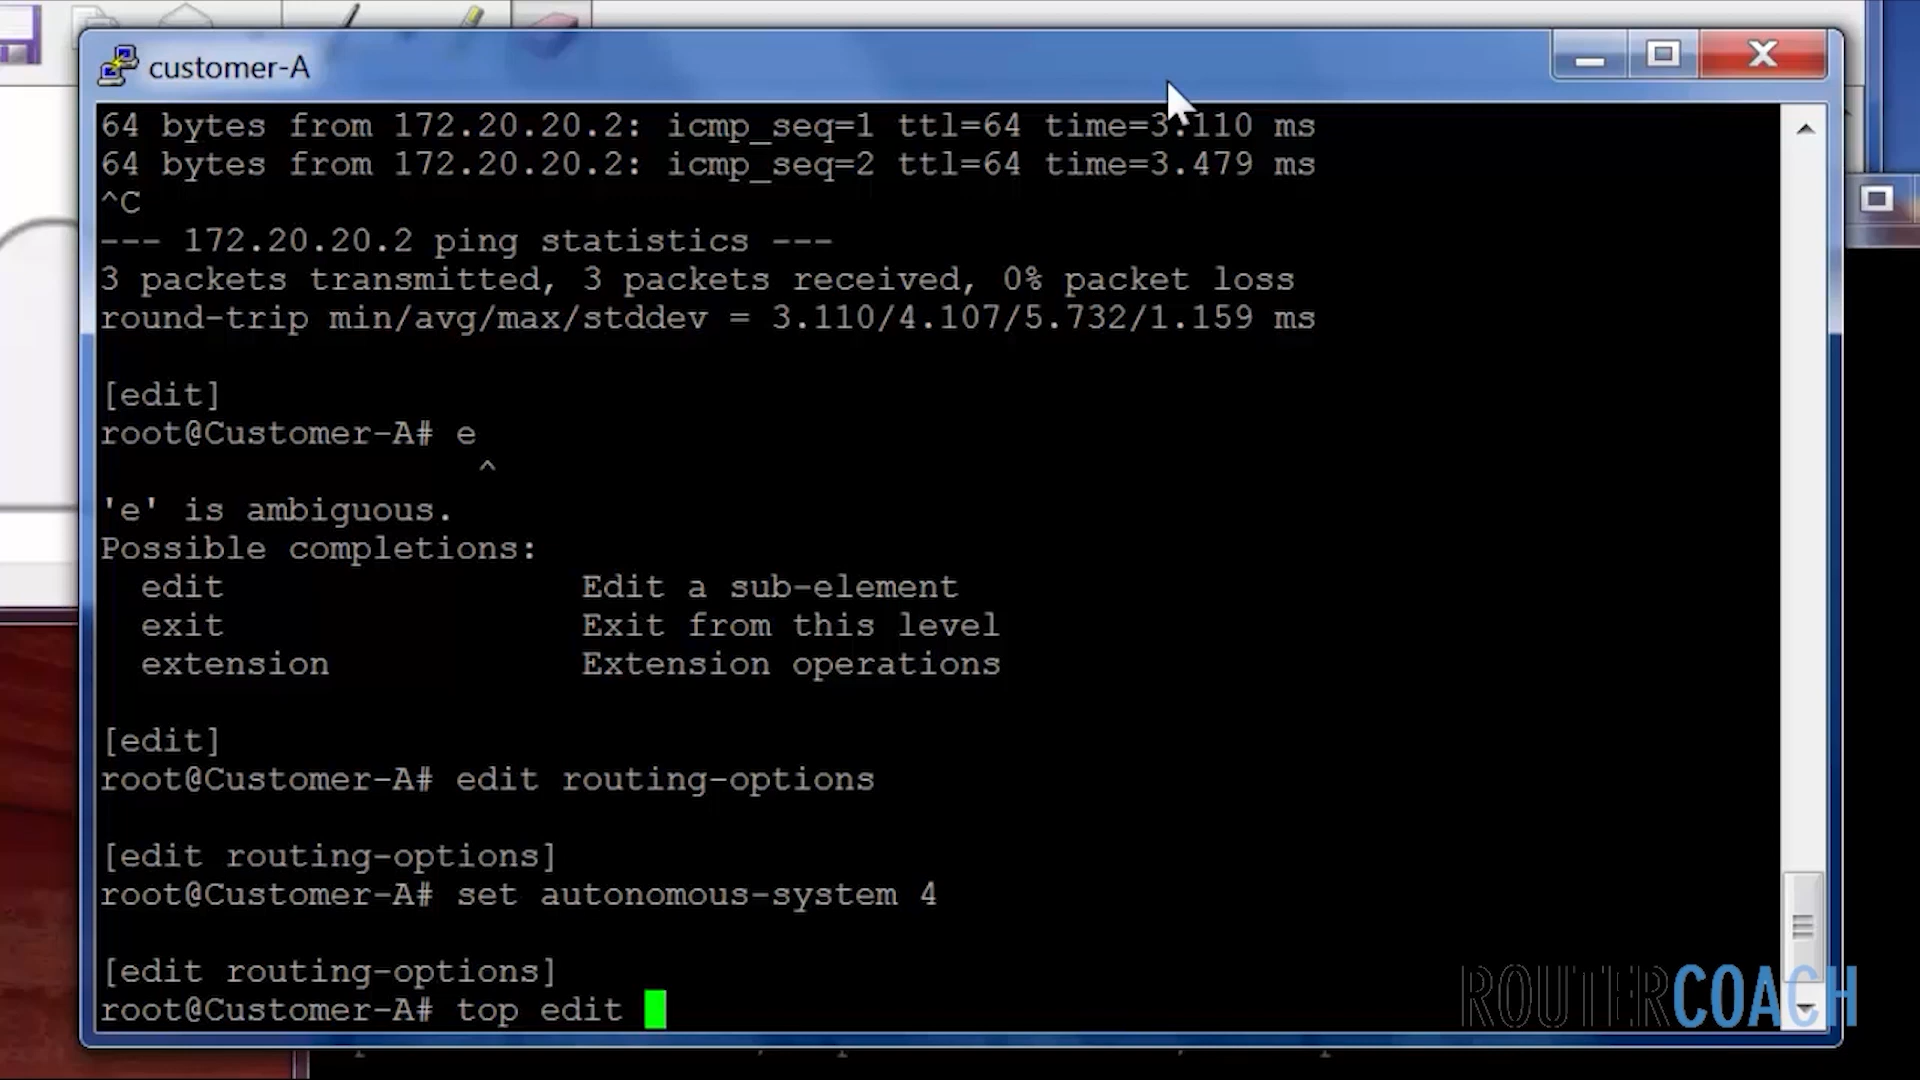 customer-A
64 bytes from 172.20.20.2: icmp_seq=1 ttl=64 time=3.110 ms
64 bytes from 172.20.20.2: icmp_seq=2 ttl=64 time=3.479 ms
^C
--- 172.20.20.2 ping statistics ---
3 packets transmitted, 3 packets received, 0% packet loss
round-trip min/avg/max/stddev = 3.110/4.107/5.732/1.159 ms
[edit]
root@Customer-A# e
^
'e' is ambiguous.
Possible completions:
edit Edit a sub-element
exit Exit from this level
extension Extension operations
[edit]
root@Customer-A# edit routing-options
[edit routing-options]
root@Customer-A# set autonomous-system 4
[edit routing-options]
root@Customer-A# top edit
ROUTERCOACH